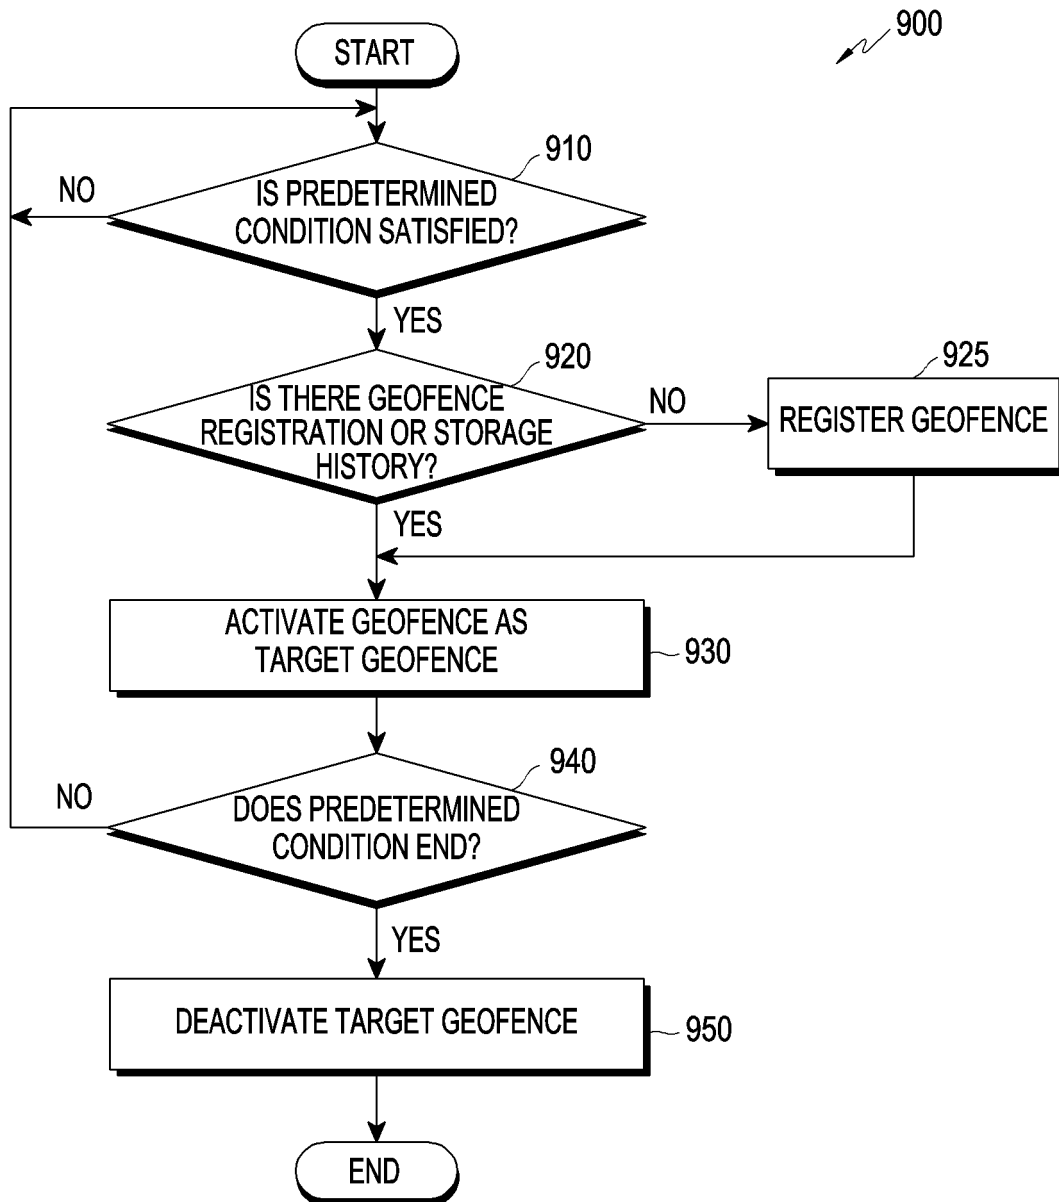 START
900
910
IS PREDETERMINED
CONDITION SATISFIED?
NO
YES
920
IS THERE GEOFENCE
REGISTRATION OR STORAGE
HISTORY?
NO
925
REGISTER GEOFENCE
YES
ACTIVATE GEOFENCE AS
TARGET GEOFENCE
930
940
DOES PREDETERMINED
CONDITION END?
NO
YES
DEACTIVATE TARGET GEOFENCE
950
END